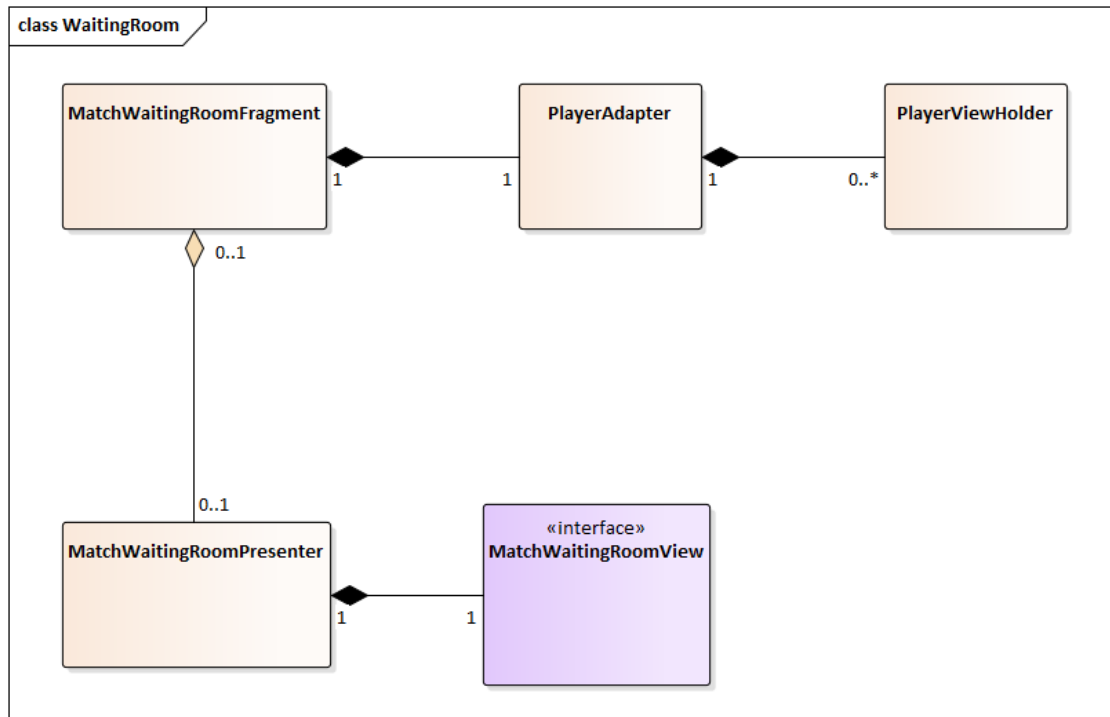 class WaitingRoom
MatchWaitingRoomFragment
PlayerAdapter
PlayerViewHolder
1
1
1
0..*
0..1
0..1
MatchWaitingRoomPresenter
«interface»
MatchWaitingRoomView
1
1